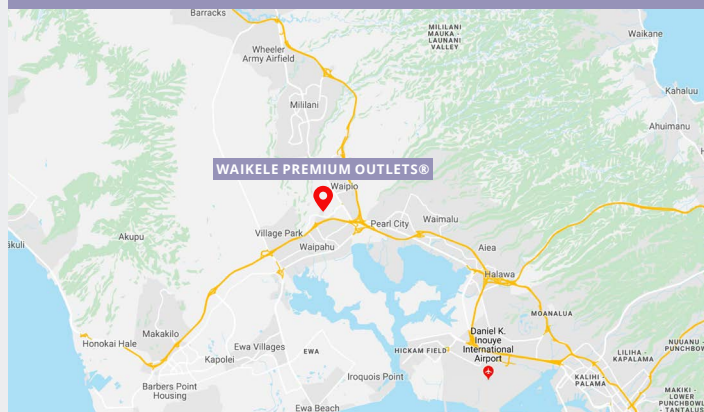 Barracks
MILILANI
MAUKA -
LAUNANI
VALLEY
Waikane
Wheeler
Army Airfield
Kahaluu
Mililani
Ahuimanu
WAIKELE PREMIUM OUTLETS®
Waipio
Pearl City
Waimalu
Village Park
Akupu
Waipahu
Aiea
äkuli
Halawa
MOANALUA
Makakilo
Daniel K.
Inouye
International
Airport
Honokai Hale
Ewa Villages
EWA
HICKAM FIELD
Kapolei
NUUANU -
PUNCHBOW
LILIHA -
KAPALAMA
Iroquois Point
KALIHI -
PALAMA
Barbers Point
Housing
MAKIKI -
LOWER
PUNCHBOWL
- TANTALUS
Ewa Beach